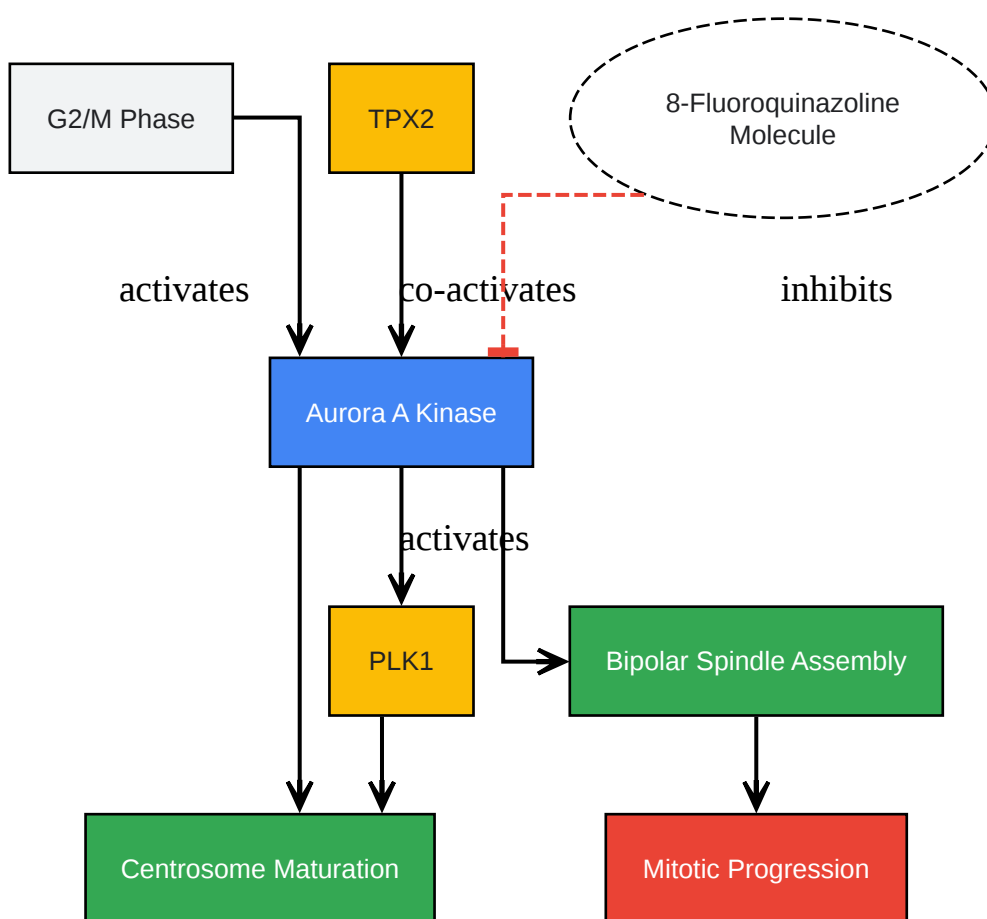 G2/M Phase
TPX2
8-Fluoroquinazoline
Molecule
activates
co-activates
inhibits
Aurora A Kinase
activates
PLK1
Bipolar Spindle Assembly
Centrosome Maturation
Mitotic Progression